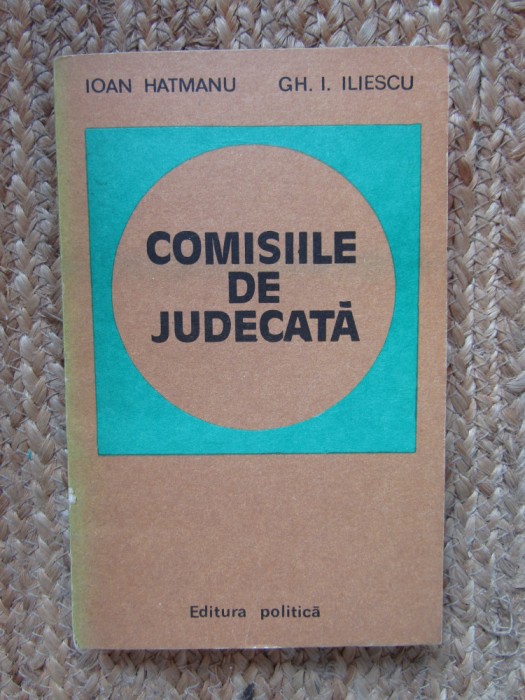 IOAN HATMANU GH. I. ILIESCU
COMISIILE
DE
JUDECATĂ
Editura politică